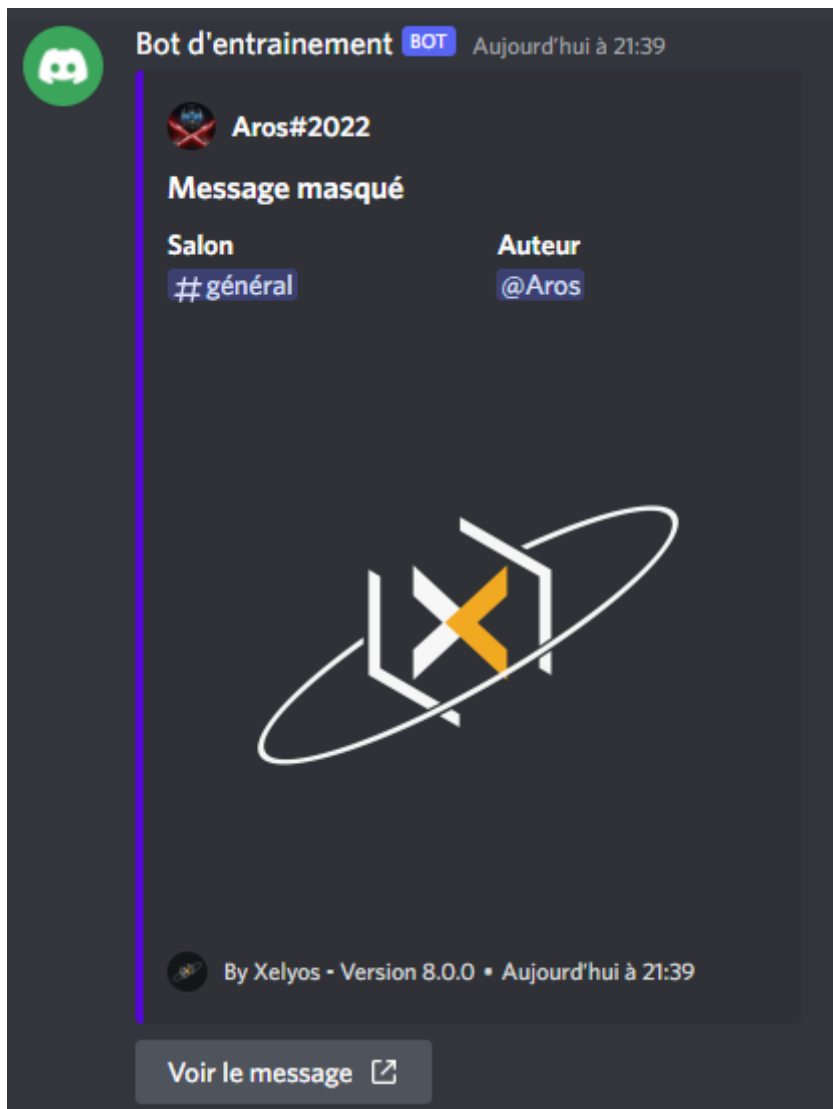 Bot d'entrainement BOT Aujourd'hui à 21:39
Aros#2022
Message masqué
Salon Auteur
#général @Aros
By Xelyos - Version 8.0.0 • Aujourd'hui à 21:39
Voir le message